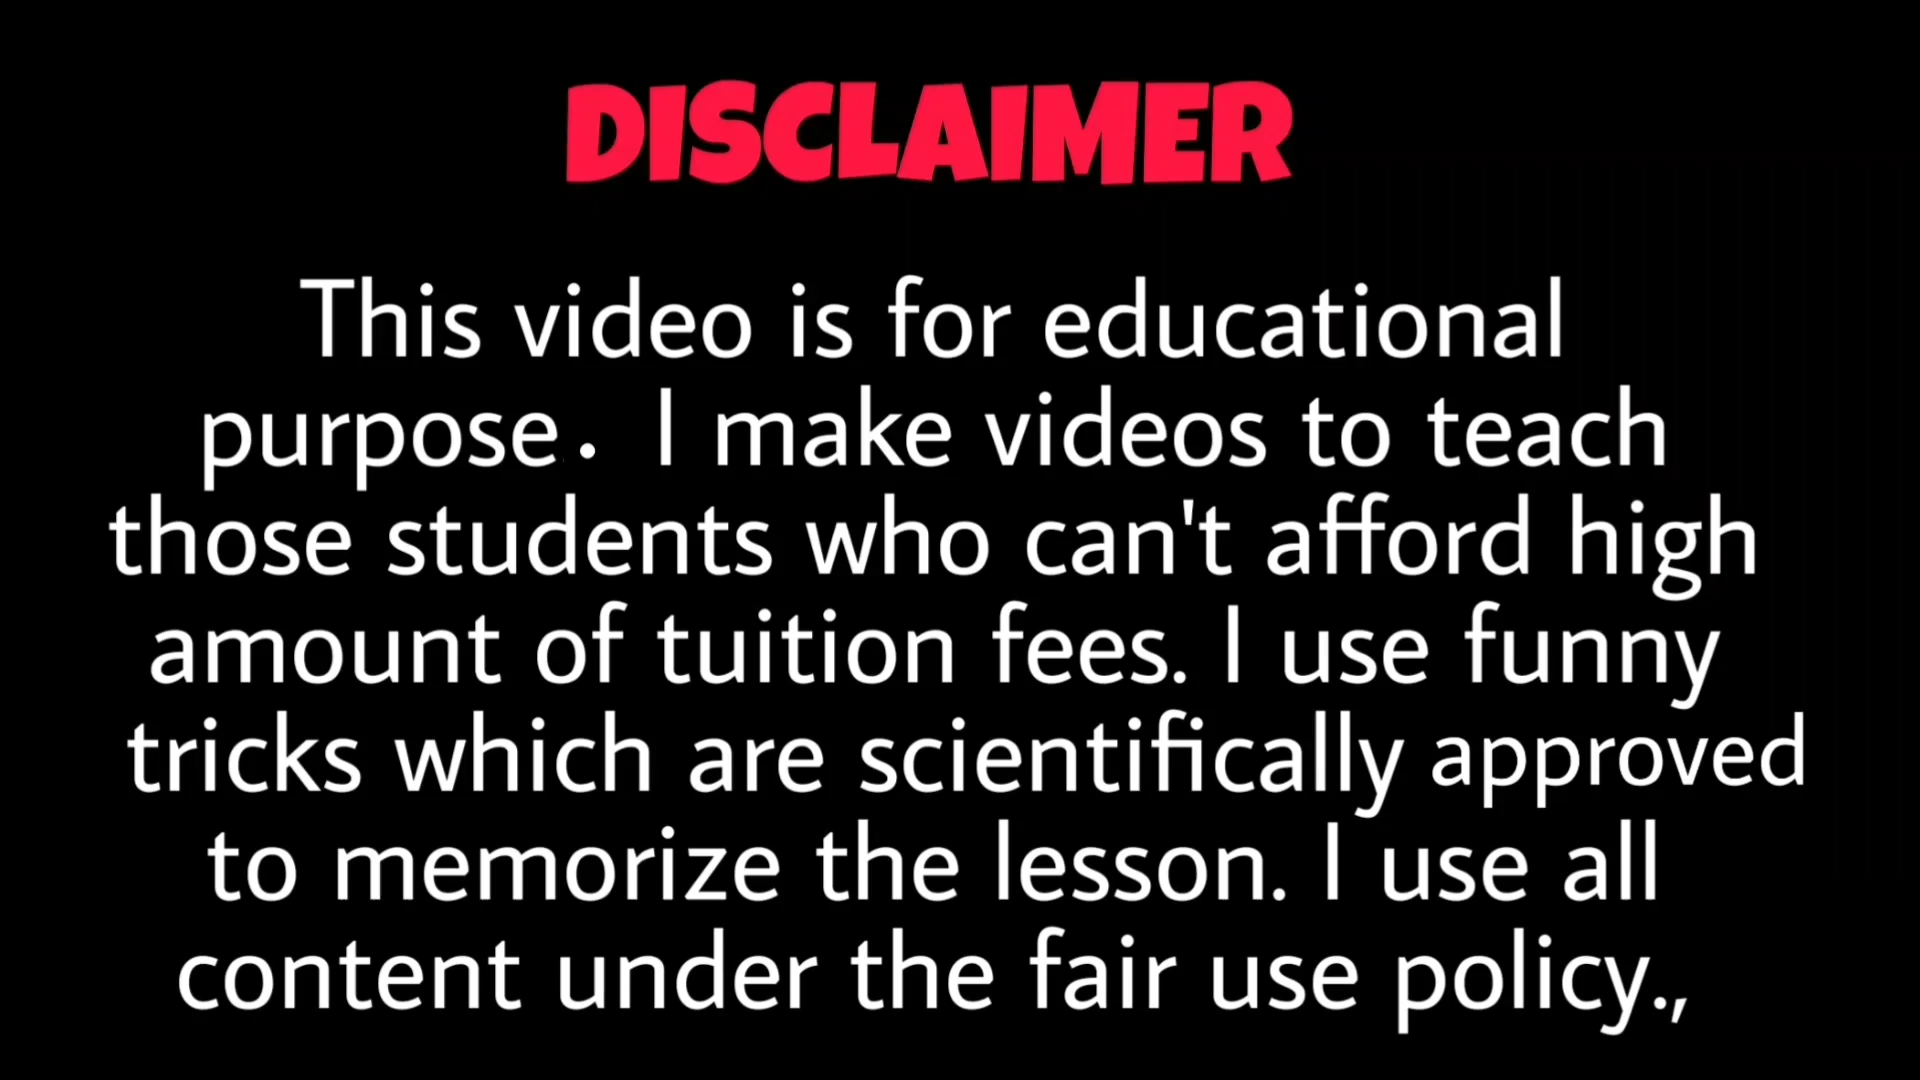 DISCLAIMER
This video is for educational
purpose. I make videos to teach
those students who can't afford high
amount of tuition fees. I use funny
tricks which are scientifically approved
to memorize the lesson. I use all
content under the fair use policy.,